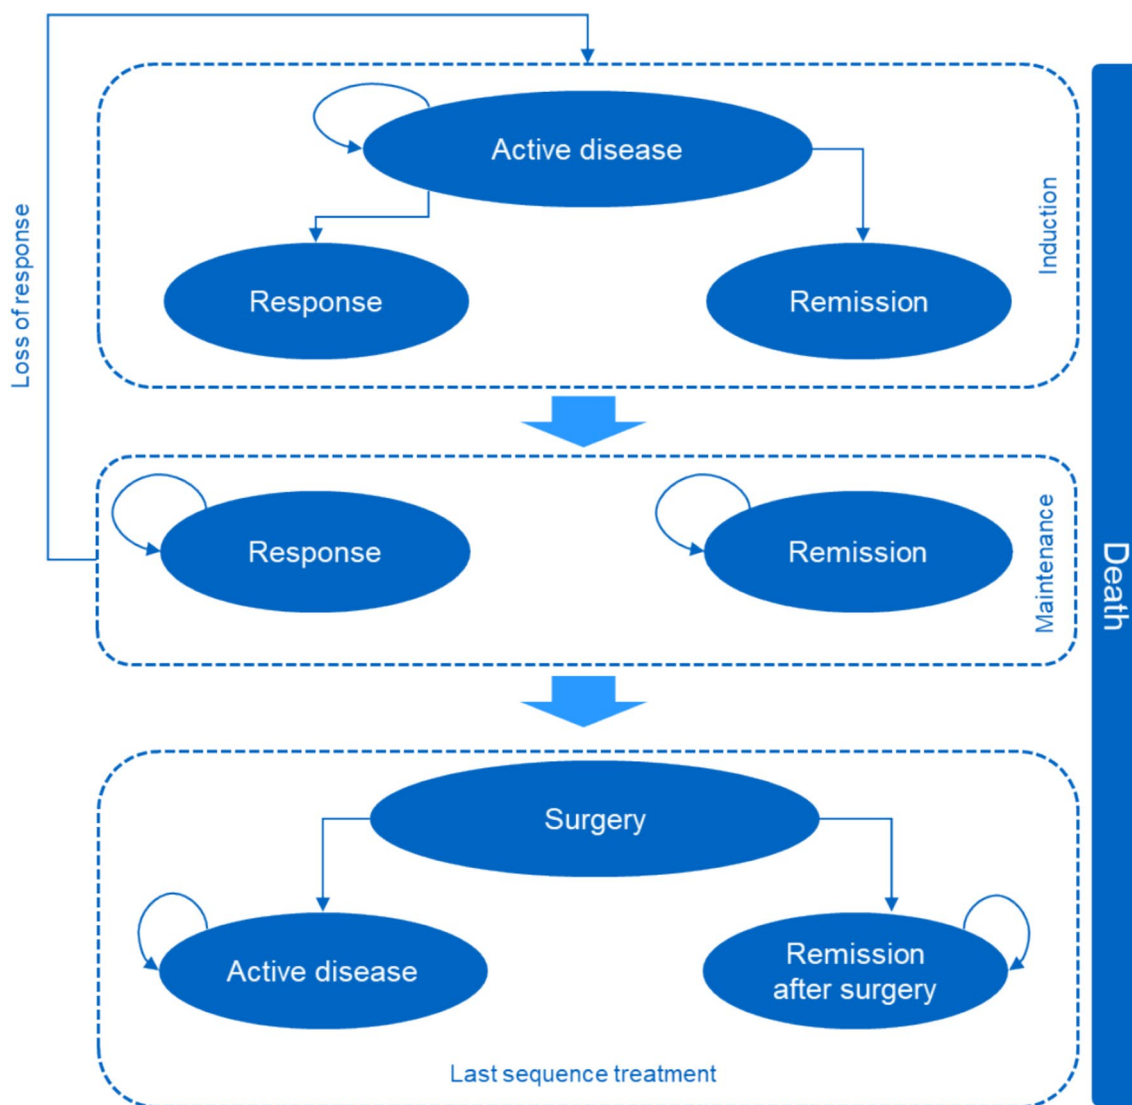 Active disease
Response
Remission
Induction
Loss of response
Response
Remission
Maintenance
Death
Surgery
Active disease
Remission
after surgery
Last sequence treatment